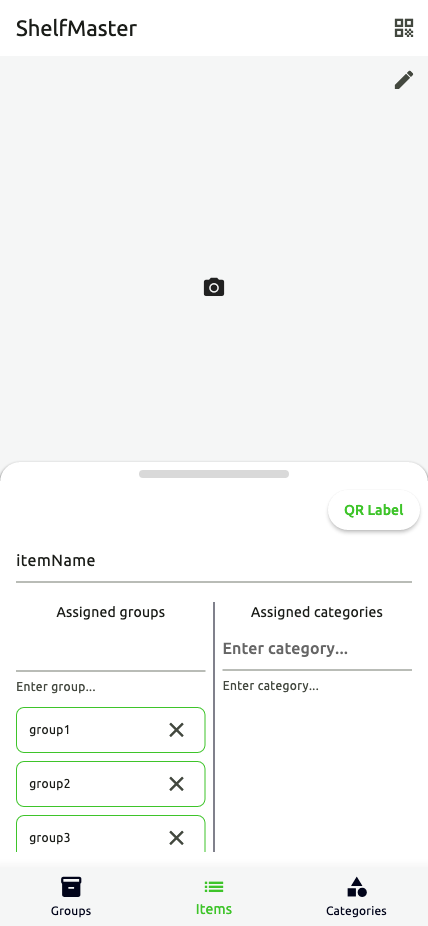 ShelfMaster
QR Label
itemName
Assigned groups
Enter group...
group1
group2
group3
Assigned categories
Enter category...
Enter category...
Groups
Items
Categories